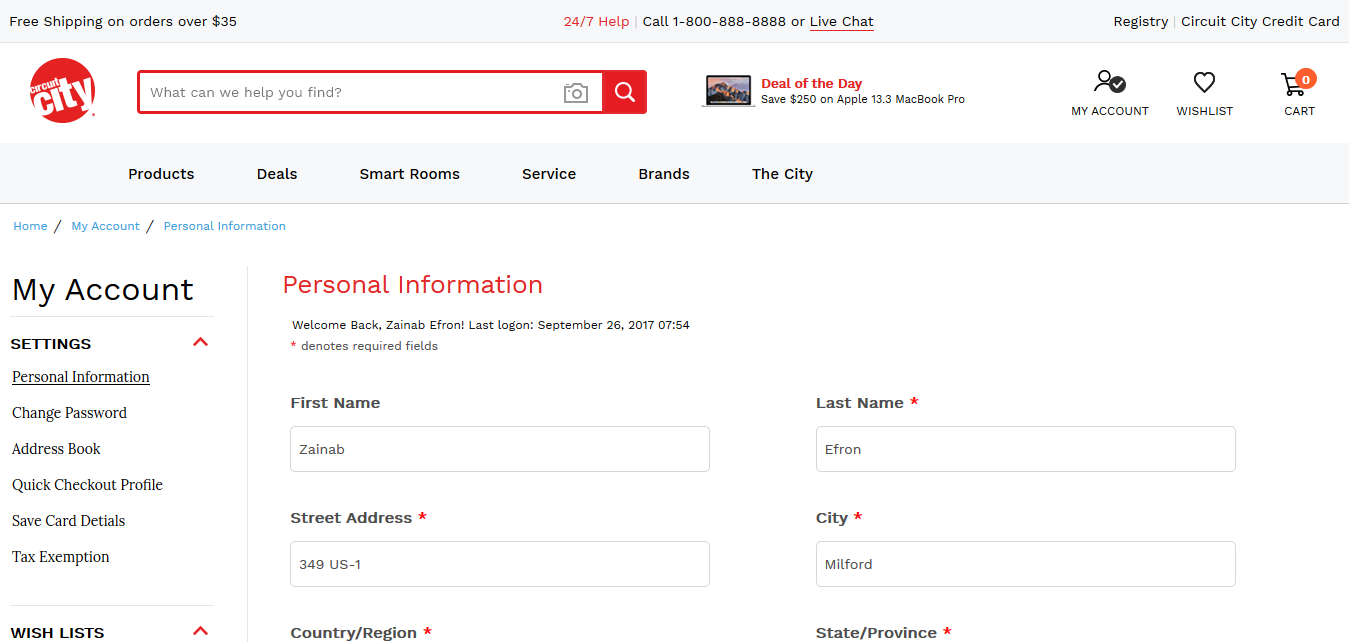 Free Shipping on orders over $35
24/7 Help | Call 1-800-888-8888 or Live Chat
Registry | Circuit City Credit Card
circuit
city
What can we help you find?
Deal of the Day
Save $250 on Apple 13.3 MacBook Pro
MY ACCOUNT
WISHLIST
0
CART
Products
Deals
Smart Rooms
Service
Brands
The City
Home / My Account / Personal Information
My Account
SETTINGS
Personal Information
Change Password
Address Book
Quick Checkout Profile
Save Card Detials
Tax Exemption
WISH LISTS
Personal Information
Welcome Back, Zainab Efron! Last logon: September 26, 2017 07:54
* denotes required fields
First Name
Zainab
Last Name *
Efron
Street Address *
349 US-1
City *
Milford
Country/Region *
State/Province *